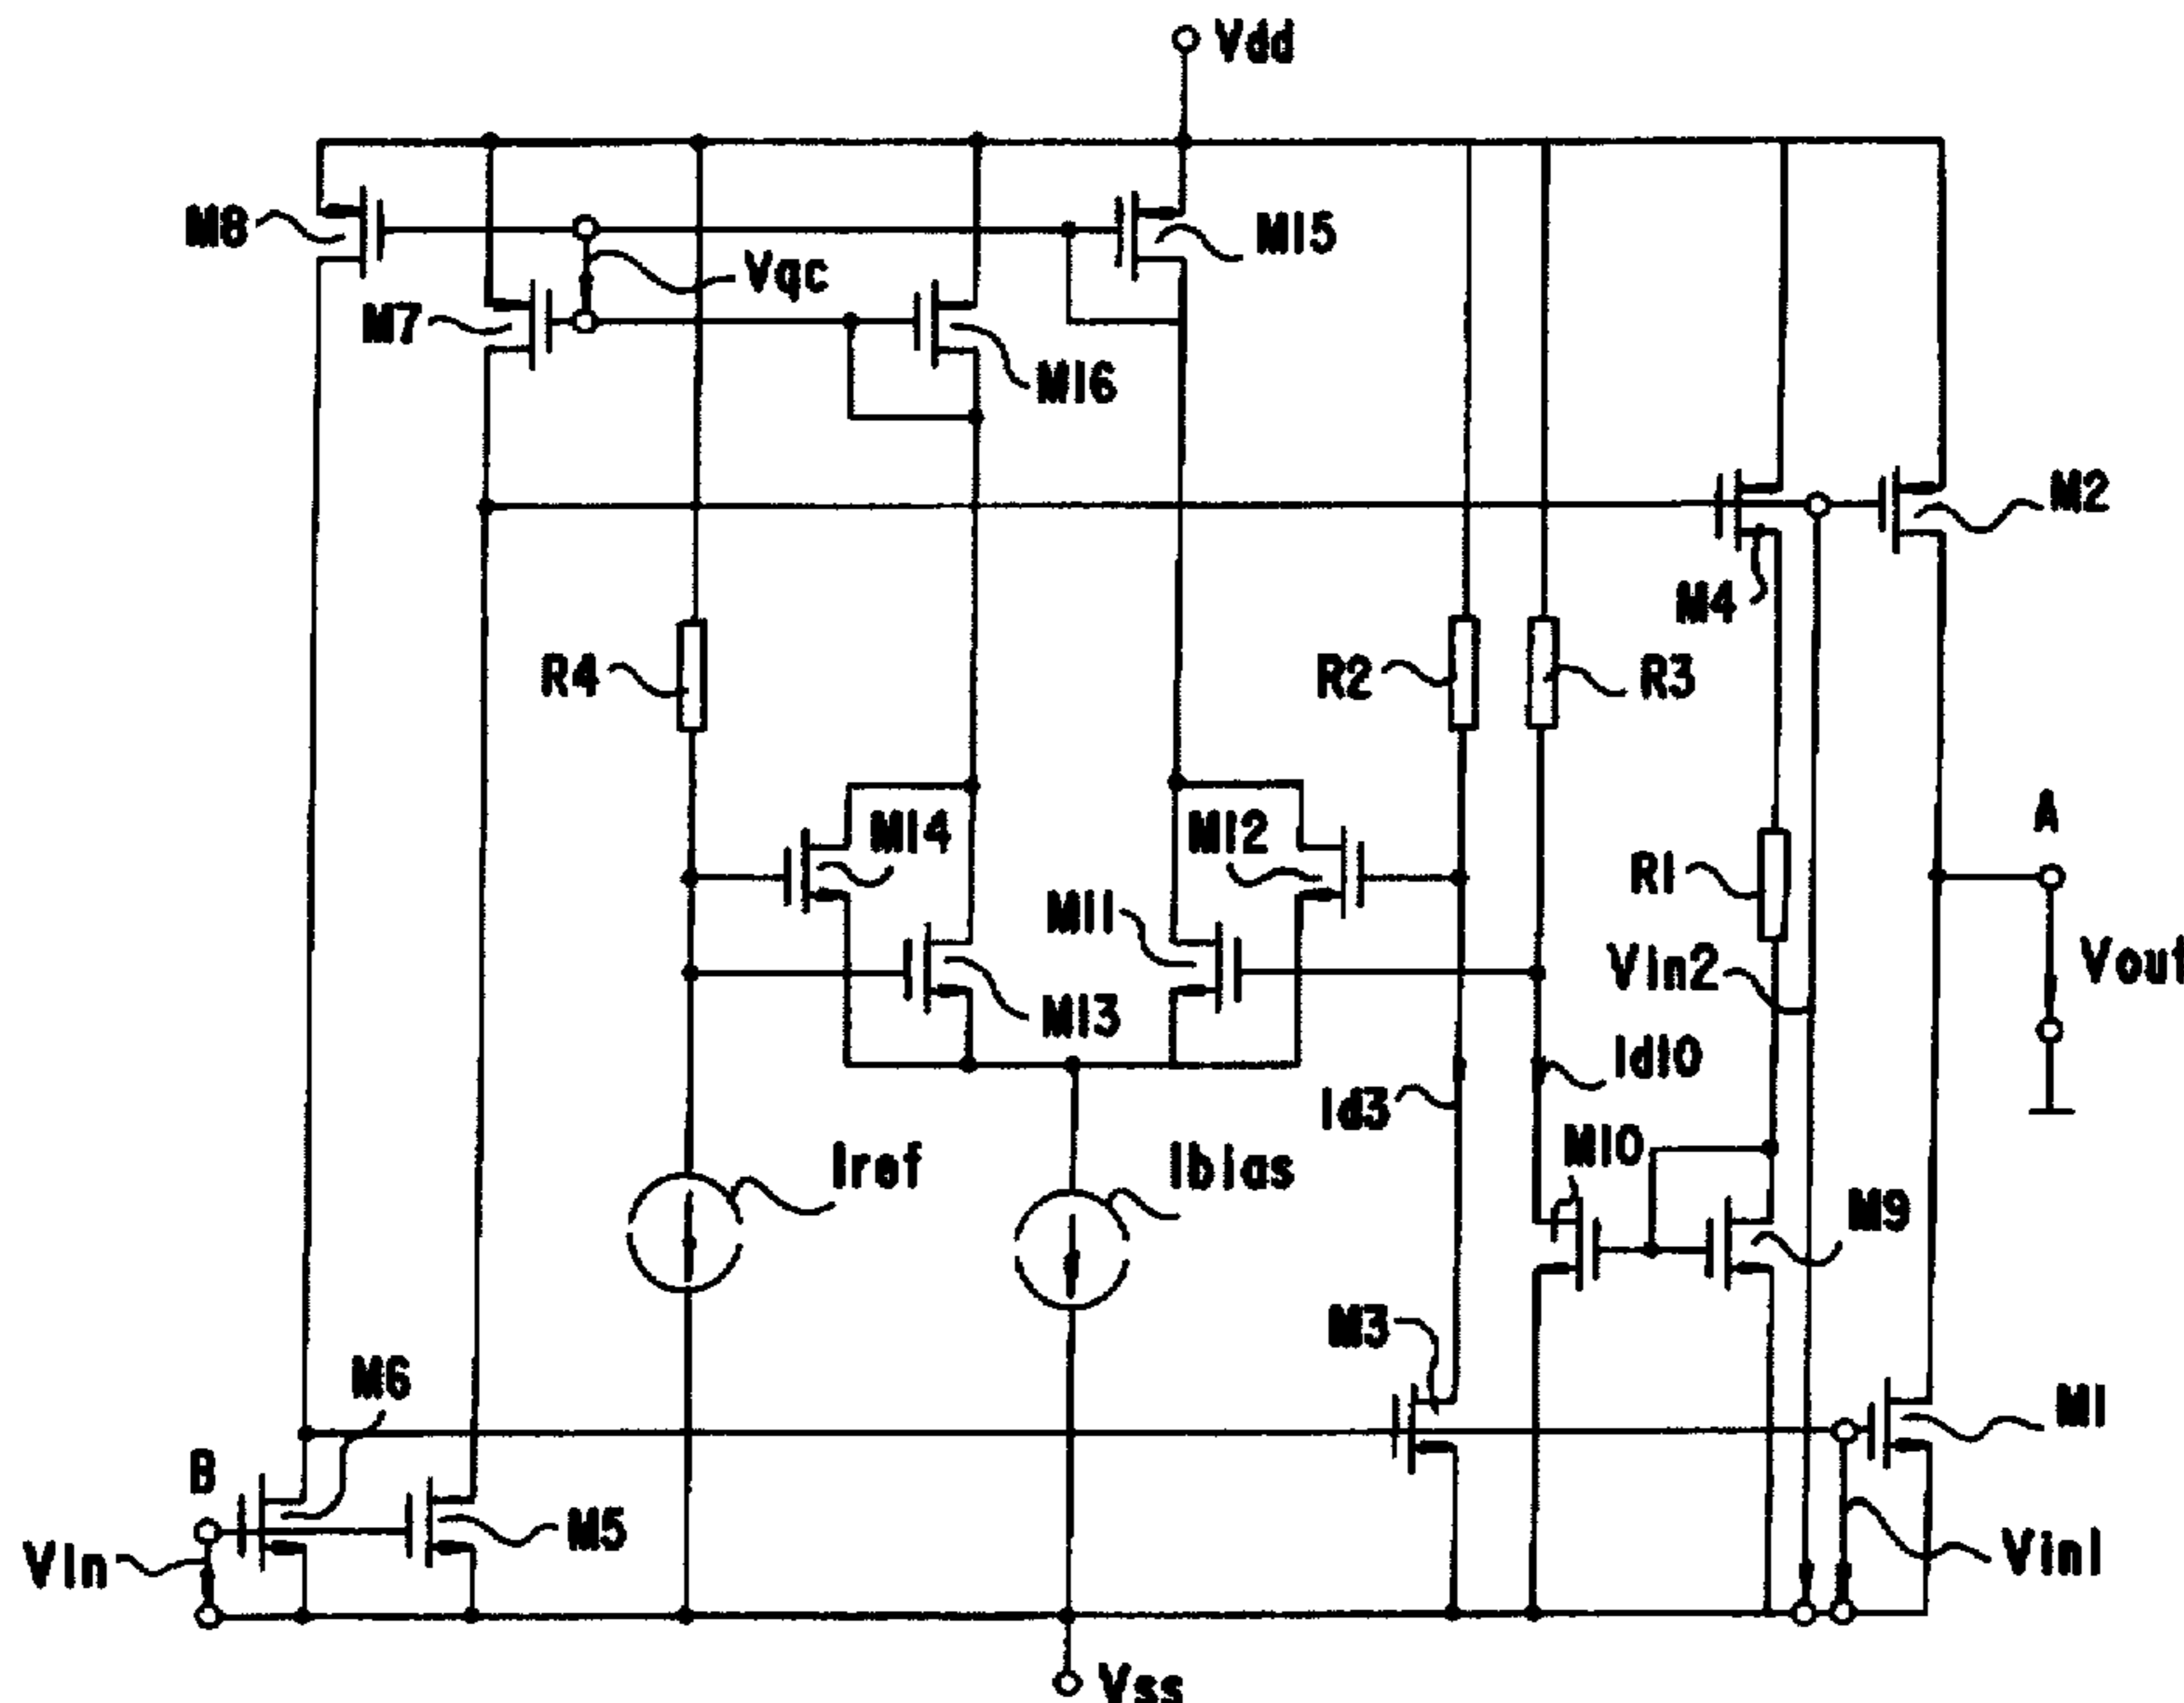 Vdd
M8
M15
Vqc
M7
M16
M2
M4
R4
R2
R3
A
M14
M12
R1
M11
Vin2
Vout
M13
Id10
Id3
M10
Iref
Ibias
M9
M3
M6
M1
B
M5
Vin
Vin1
Vss